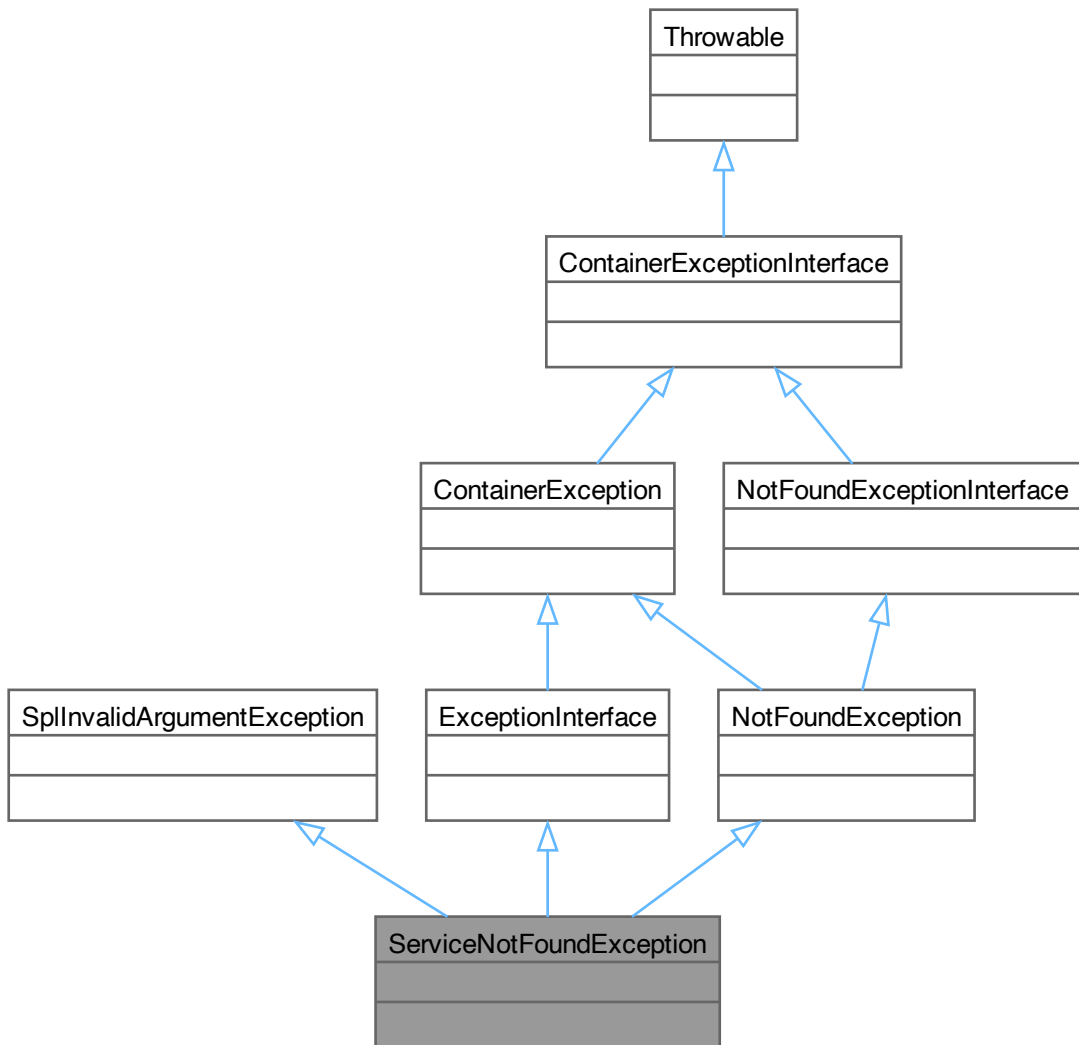 Throwable
ContainerExceptionInterface
ContainerException
NotFoundExceptionInterface
SplInvalidArgumentException
ExceptionInterface
NotFoundException
ServiceNotFoundException